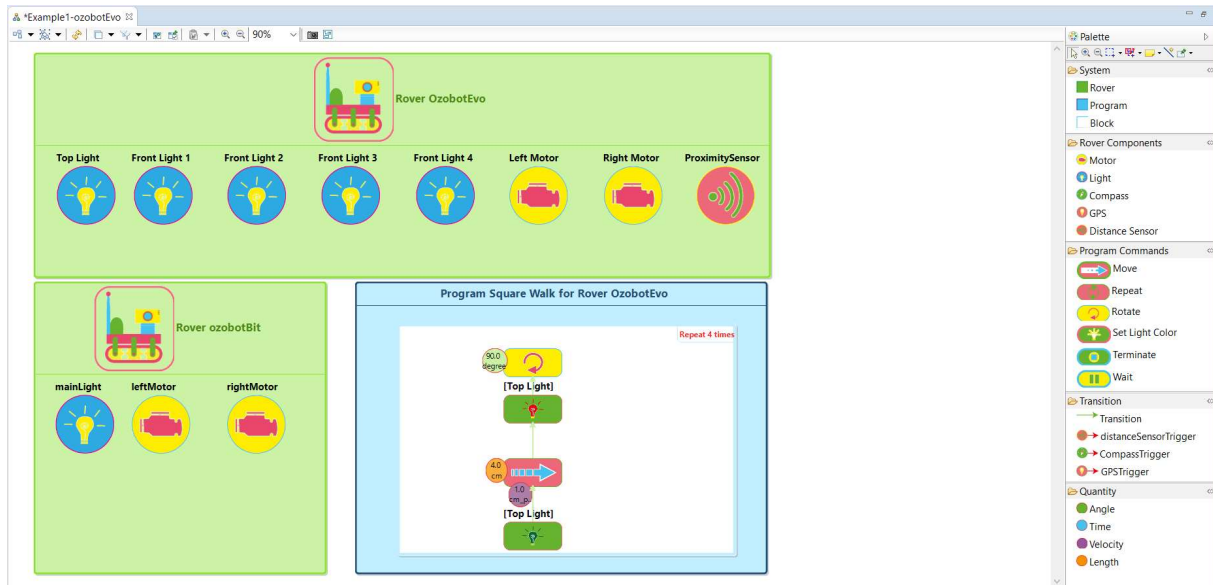 *Example1-ozobotEvo
90%
Rover OzobotEvo
Top Light Front Light 1 Front Light 2 Front Light 3 Front Light 4 Left Motor Right Motor ProximitySensor
Rover ozobotBit
mainLight leftMotor rightMotor
Program Square Walk for Rover OzobotEvo
Repeat 4 times
90.0
degree
[Top Light]
4.0
cm
1.0
cm_p.
[Top Light]
Palette
System
Rover
Program
Block
Rover Components
Motor
Light
Compass
GPS
Distance Sensor
Program Commands
Move
Repeat
Rotate
Set Light Color
Terminate
Wait
Transition
Transition
distanceSensorTrigger
CompassTrigger
GPSTrigger
Quantity
Angle
Time
Velocity
Length